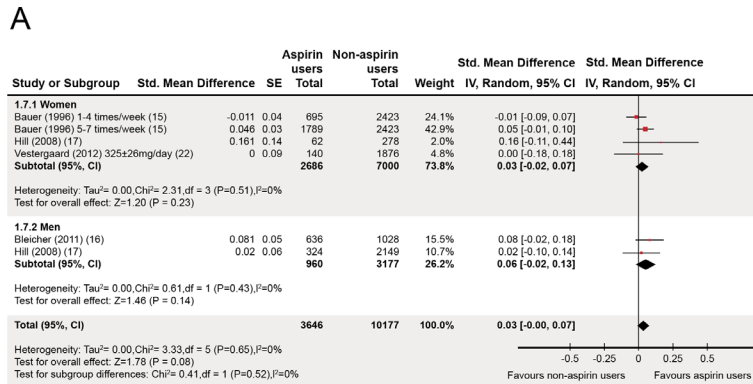 A
Aspirin users Non-aspirin users Std. Mean Difference Std. Mean Difference
Study or Subgroup Std. Mean Difference SE Total Total Weight IV, Random, 95% CI IV, Random, 95% CI
1.7.1 Women
Bauer (1996) 1-4 times/week (15) -0.011 0.04 695 2423 24.1% -0.01 [-0.09, 0.07]
Bauer (1996) 5-7 times/week (15) 0.046 0.03 1789 2423 42.9% 0.05 [-0.01, 0.10]
Hill (2008) (17) 0.161 0.14 62 278 2.0% 0.16 [-0.11, 0.44]
Vestergaard (2012) 325±26mg/day (22) 0 0.09 140 1876 4.8% 0.00 [-0.18, 0.18]
Subtotal (95%, CI) 2686 7000 73.8% 0.03 [-0.02, 0.07]
Heterogeneity: Tau²= 0.00,Chi²= 2.31,df = 3 (P=0.51),I²=0%
Test for overall effect: Z=1.20 (P = 0.23)
1.7.2 Men
Bleicher (2011) (16) 0.081 0.05 636 1028 15.5% 0.08 [-0.02, 0.18]
Hill (2008) (17) 0.02 0.06 324 2149 10.7% 0.02 [-0.10, 0.14]
Subtotal (95%, CI) 960 3177 26.2% 0.06 [-0.02, 0.13]
Heterogeneity: Tau²= 0.00,Chi²= 0.61,df = 1 (P=0.43),I²=0%
Test for overall effect: Z=1.46 (P = 0.14)
Total (95%, CI) 3646 10177 100.0% 0.03 [-0.00, 0.07]
Heterogeneity: Tau²= 0.00,Chi²= 3.33,df = 5 (P=0.65),I²=0%
Test for overall effect: Z=1.78 (P = 0.08)
Test for subgroup differences: Chi²= 0.41,df = 1 (P=0.52),I²=0%
-0.5 -0.25 0 0.25 0.5
Favours non-aspirin users Favours aspirin users